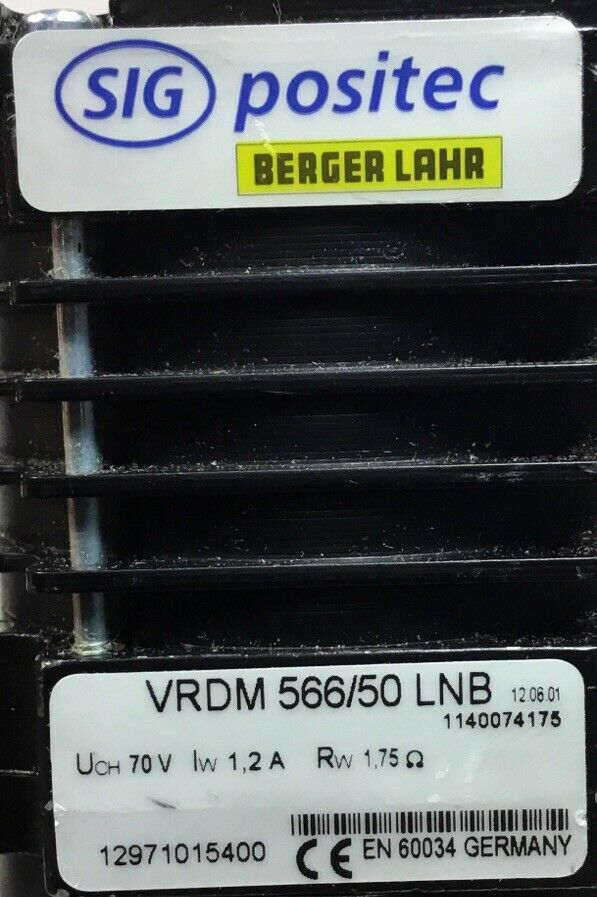 SIG positec
BERGER LAHR
VRDM 566/50 LNB 12.06.01
1140074175
UCH 70 V IW 1,2 A RW 1,75 Ω
12971015400 CE EN 60034 GERMANY